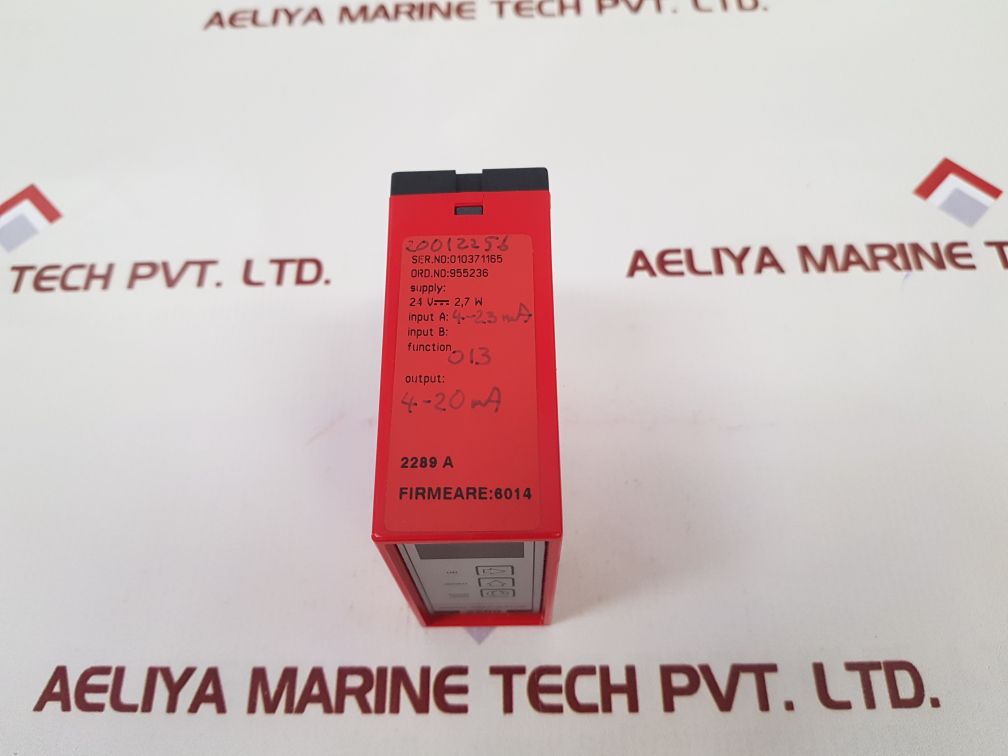 AELIYA MARINE TECH PVT. LTD.
TECH PVT. LTD.
AELIYA MARINE
20012256
SER.NO:010371165
ORD.NO:955236
supply:
24 V 2,7 W
input A: 4-23 mA
input B:
function
013
output:
4-20 mA
2289 A
FIRMEARE:6014
AELIYA MARINE TECH PVT. LTD.